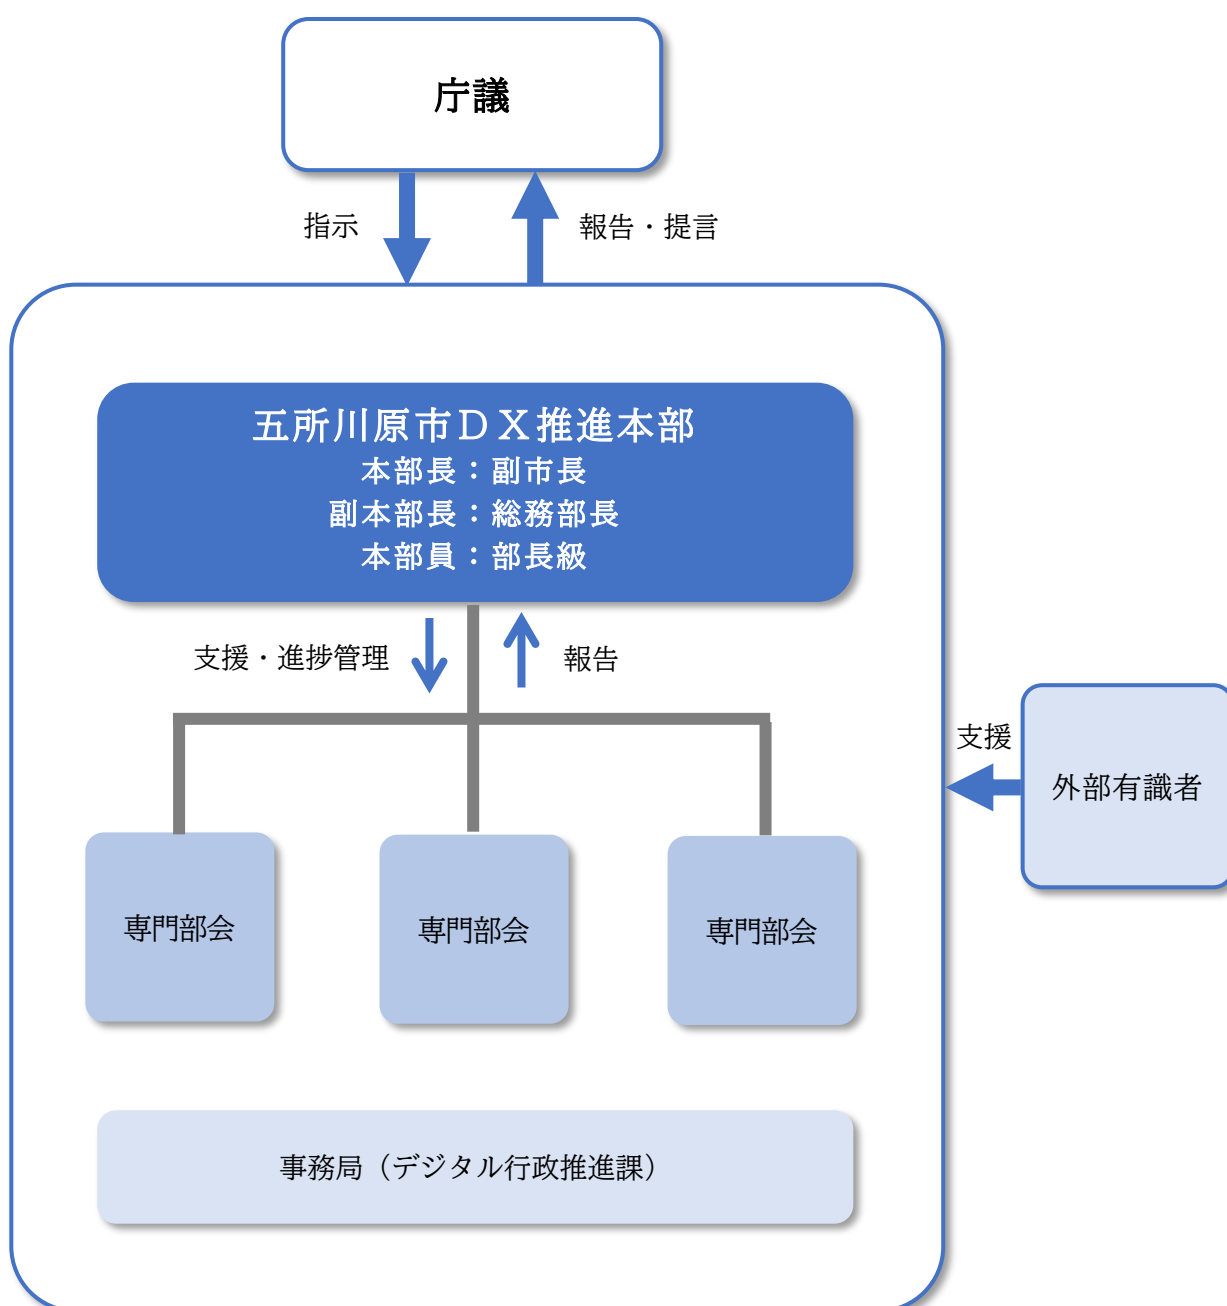 庁議
指示
報告・提言
五所川原市ＤＸ推進本部
本部長：副市長
副本部長：総務部長
本部員：部長級
支援・進捗管理
報告
支援
外部有識者
専門部会
専門部会
専門部会
事務局（デジタル行政推進課）